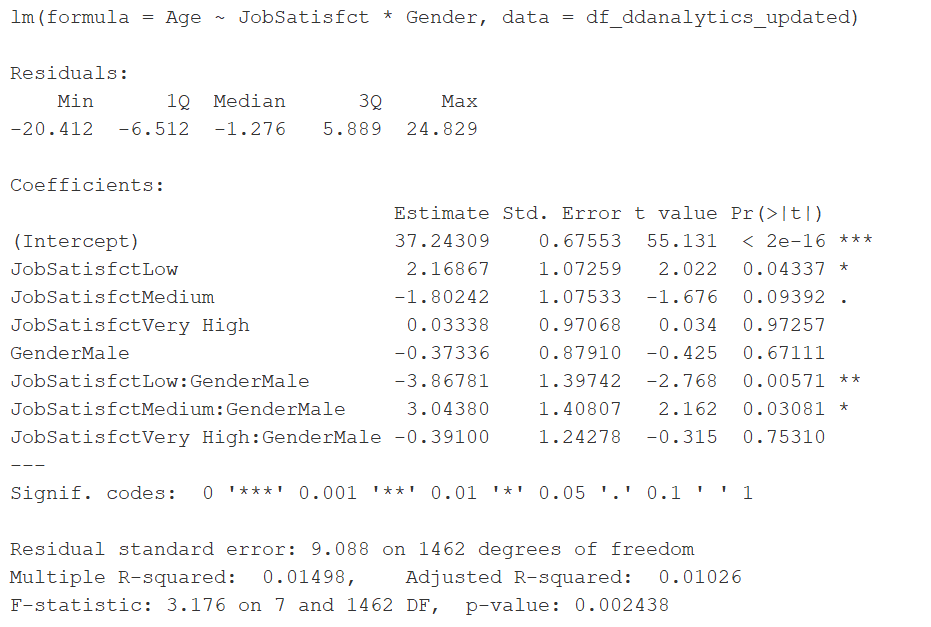 lm(formula = Age ~ JobSatisfct * Gender, data = df_ddanalytics_updated)
Residuals:
Min 1Q Median 3Q Max
-20.412 -6.512 -1.276 5.889 24.829
Coefficients:
Estimate Std. Error t value Pr(>|t|)
(Intercept) 37.24309 0.67553 55.131 < 2e-16 ***
JobSatisfctLow 2.16867 1.07259 2.022 0.04337 *
JobSatisfctMedium -1.80242 1.07533 -1.676 0.09392 .
JobSatisfctVery High 0.03338 0.97068 0.034 0.97257
GenderMale -0.37336 0.87910 -0.425 0.67111
JobSatisfctLow:GenderMale -3.86781 1.39742 -2.768 0.00571 **
JobSatisfctMedium:GenderMale 3.04380 1.40807 2.162 0.03081 *
JobSatisfctVery High:GenderMale -0.39100 1.24278 -0.315 0.75310
---
Signif. codes: 0 '***' 0.001 '**' 0.01 '*' 0.05 '.' 0.1 ' ' 1
Residual standard error: 9.088 on 1462 degrees of freedom
Multiple R-squared: 0.01498, Adjusted R-squared: 0.01026
F-statistic: 3.176 on 7 and 1462 DF, p-value: 0.002438